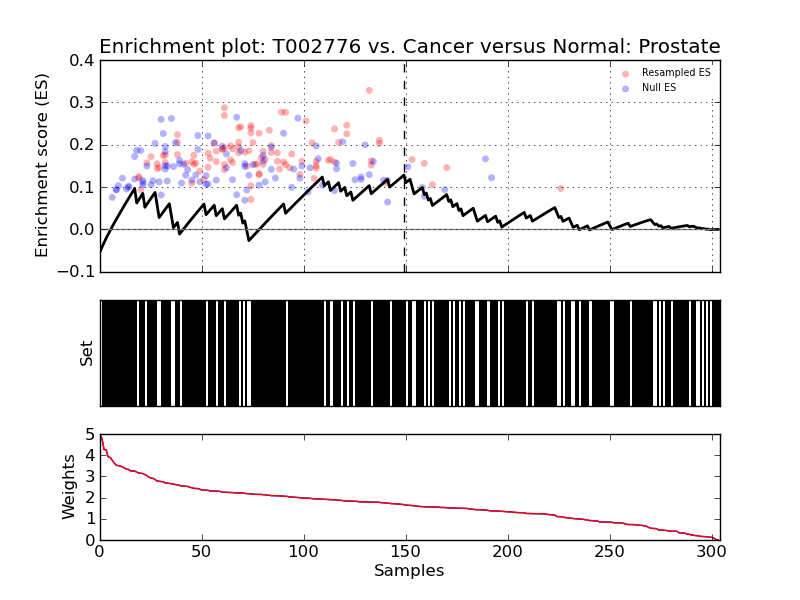 Enrichment plot: T002776 vs. Cancer versus Normal: Prostate
Enrichment score (ES)
0.4
0.3
0.2
0.1
0.0
−0.1
Resampled ES
Null ES
Set
Weights
5
4
3
2
1
0
0 50 100 150 200 250 300
Samples